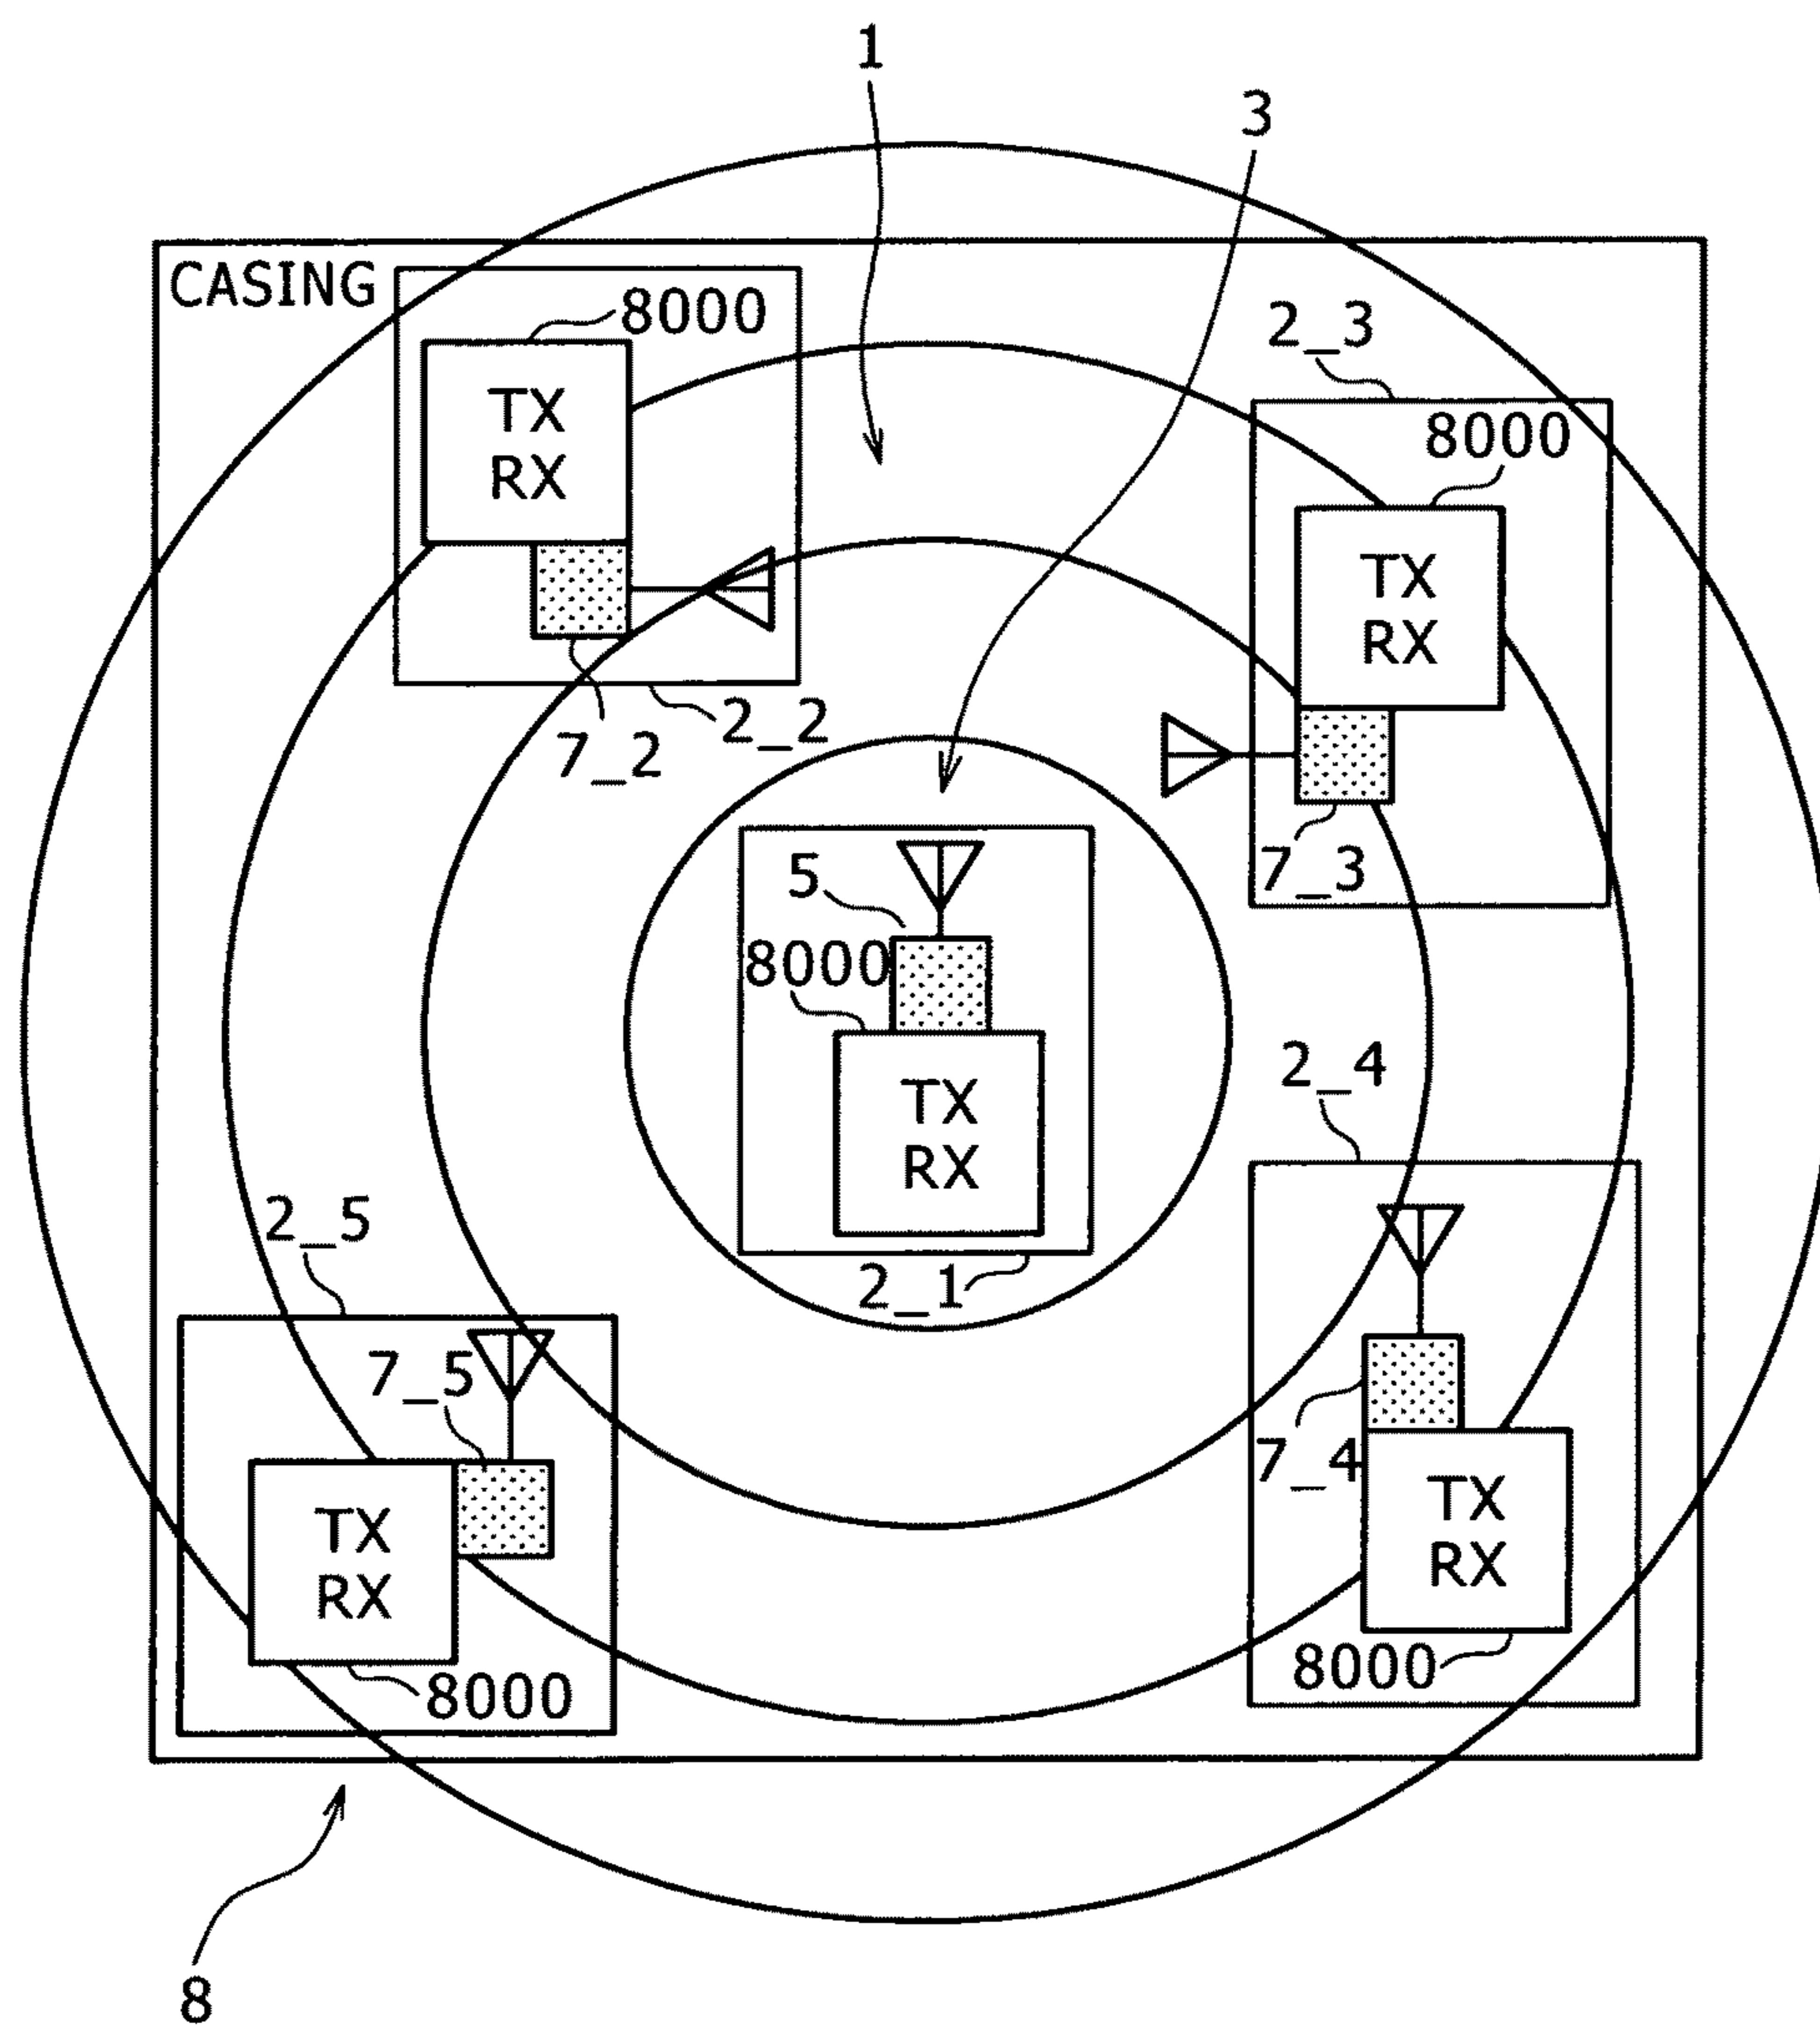 1
3
CASING
8000
TX
RX
2_3
8000
TX
RX
7_2
2_2
7_3
5
8000
TX
RX
2_1
2_4
2_5
7_5
TX
RX
8000
7_4
TX
RX
8000
8